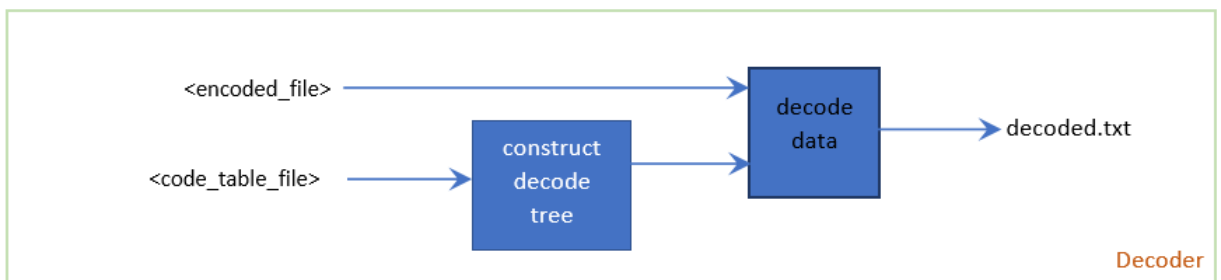 <encoded_file>
decode
data
decoded.txt
construct
decode
tree
<code_table_file>
Decoder